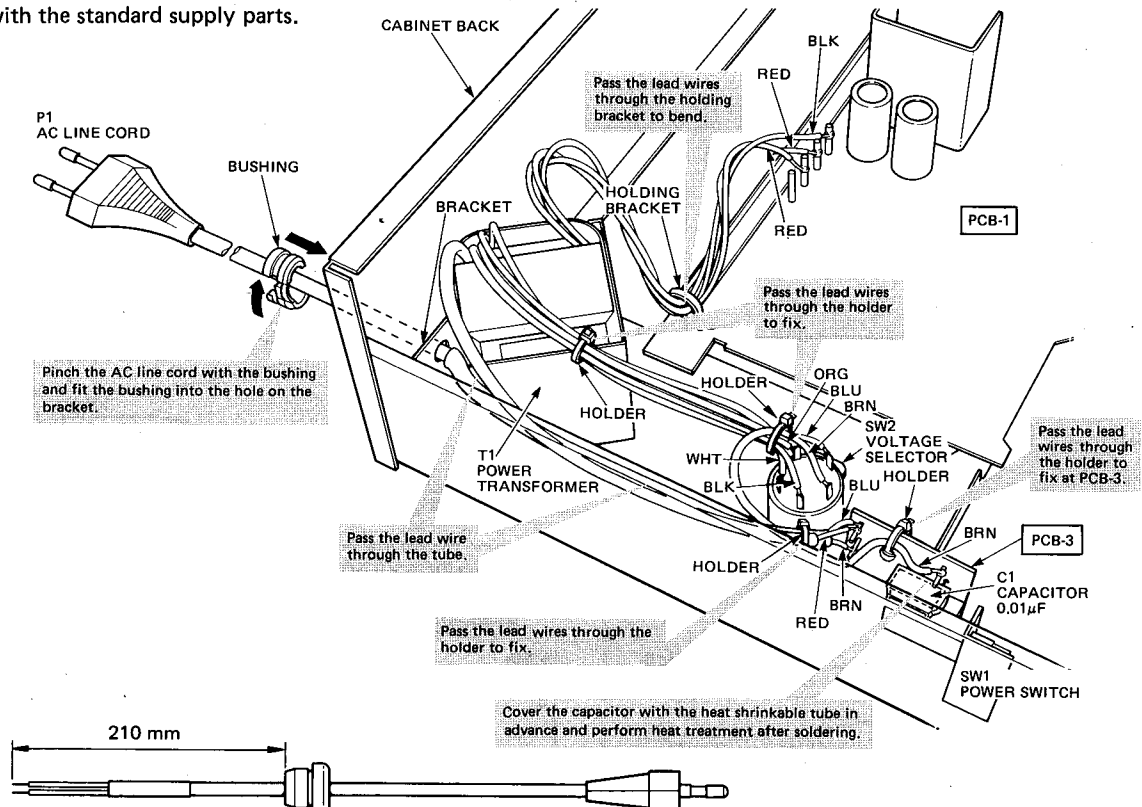 with the standard supply parts.
CABINET BACK
BLK
RED
Pass the lead wires
through the holding
bracket to bend.
P1
AC LINE CORD
BUSHING
BRACKET
HOLDING
BRACKET
RED
PCB-1
Pass the lead wires
through the holder
to fix.
Pinch the AC line cord with the bushing
and fit the bushing into the hole on the
bracket.
HOLDER
HOLDER
ORG
BLU
BRN
SW2
VOLTAGE
SELECTOR
Pass the lead
wires through
the holder to
fix at PCB-3.
T1
POWER
TRANSFORMER
WHT
BLK
BLU
HOLDER
BRN
PCB-3
Pass the lead wire
through the tube.
HOLDER
RED
BRN
C1
CAPACITOR
0.01μF
Pass the lead wires through the
holder to fix.
SW1
POWER SWITCH
Cover the capacitor with the heat shrinkable tube in
advance and perform heat treatment after soldering.
210 mm